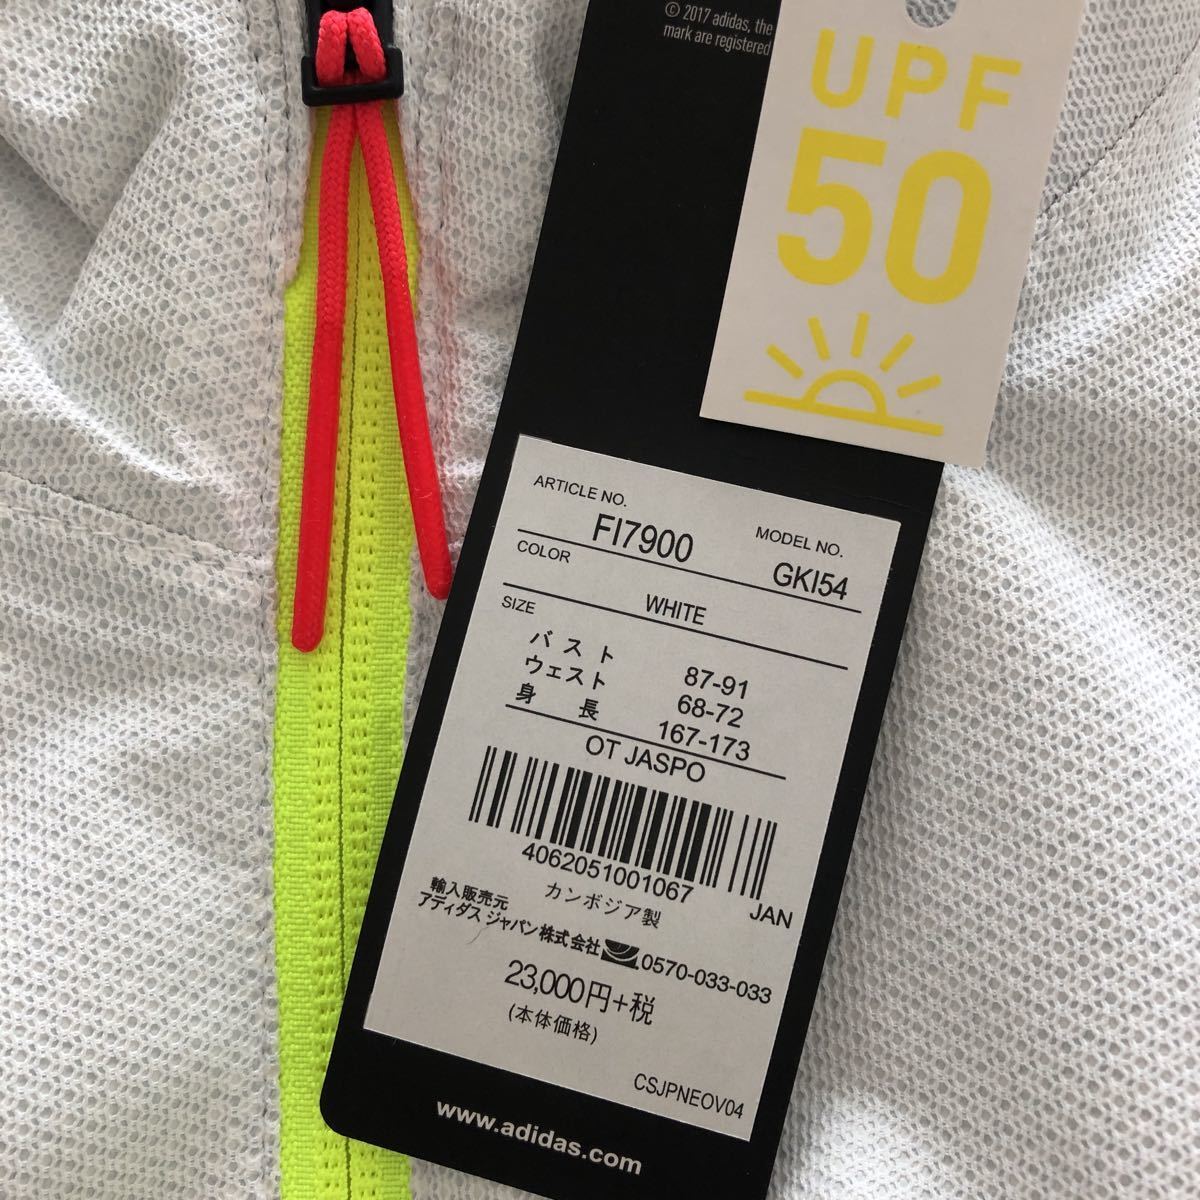 © 2017 adidas, the
mark are registered
UPF
50
ARTICLE NO.
FI7900
MODEL NO.
GKI54
COLOR
WHITE
SIZE
バスト 87-91
ウェスト 68-72
身長 167-173
OT JASPO
4062051001067
JAN
カンボジア製
輸入販売元
アディダス ジャパン株式会社 0570-033-033
23,000円+税
(本体価格)
CSJPNEOV04
www.adidas.com